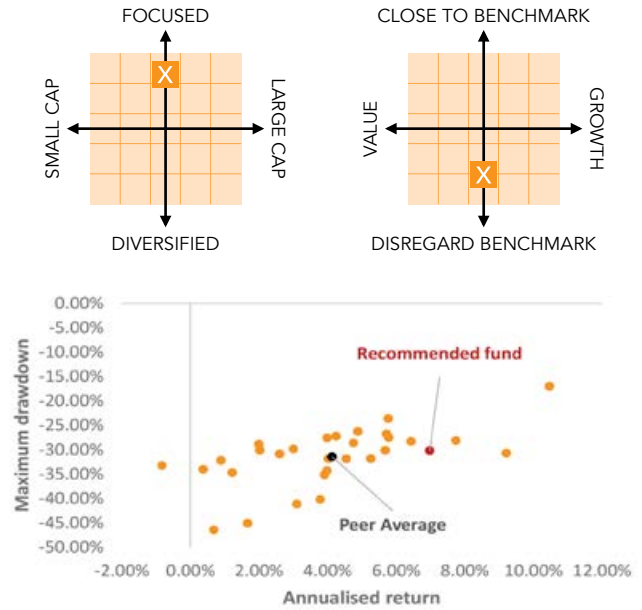 FOCUSED
CLOSE TO BENCHMARK
X
SMALL CAP
LARGE CAP
VALUE
GROWTH
X
DIVERSIFIED
DISREGARD BENCHMARK
0.00%
-5.00%
-10.00%
-15.00%
-20.00%
-25.00%
-30.00%
-35.00%
-40.00%
-45.00%
-50.00%
Maximum drawdown
Recommended fund
Peer Average
-2.00% 0.00% 2.00% 4.00% 6.00% 8.00% 10.00% 12.00%
Annualised return